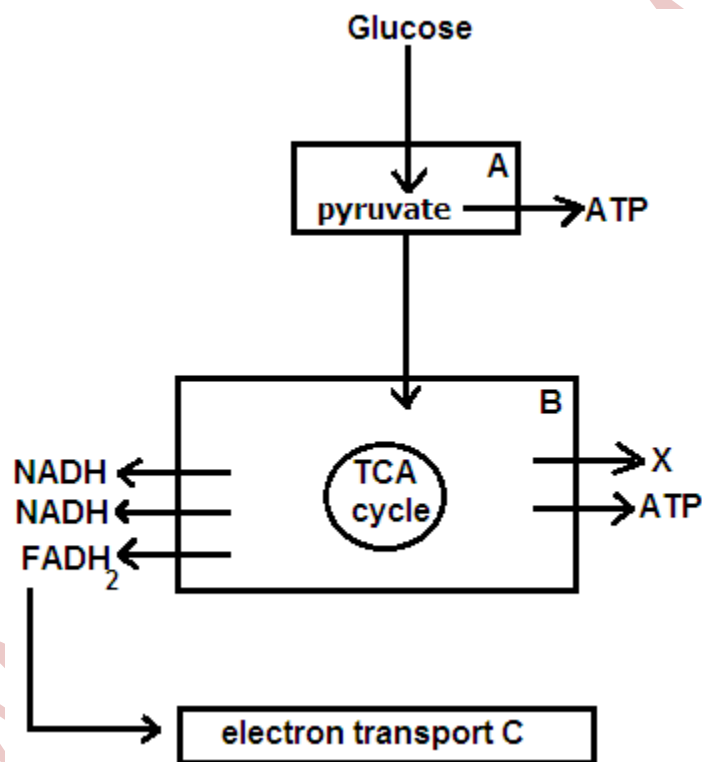 Glucose
A
pyruvate
ATP
B
NADH
TCA
X
NADH
cycle
ATP
FADH2
electron transport C